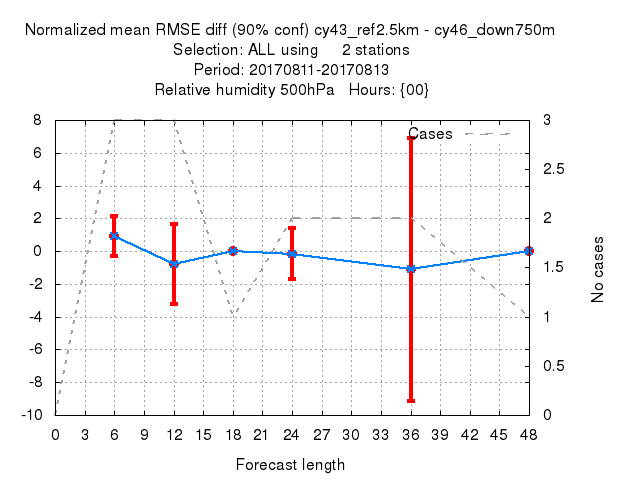 Normalized mean RMSE diff (90% conf) cy43_ref2.5km - cy46_down750m
Selection: ALL using 2 stations
Period: 20170811-20170813
Relative humidity 500hPa Hours: {00}
Cases
8 3
6 2.5
4
2 2
0 1.5
-2
-4 1
-6 0.5
-8
-10 0
0 3 6 9 12 15 18 21 24 27 30 33 36 39 42 45 48
No cases
Forecast length